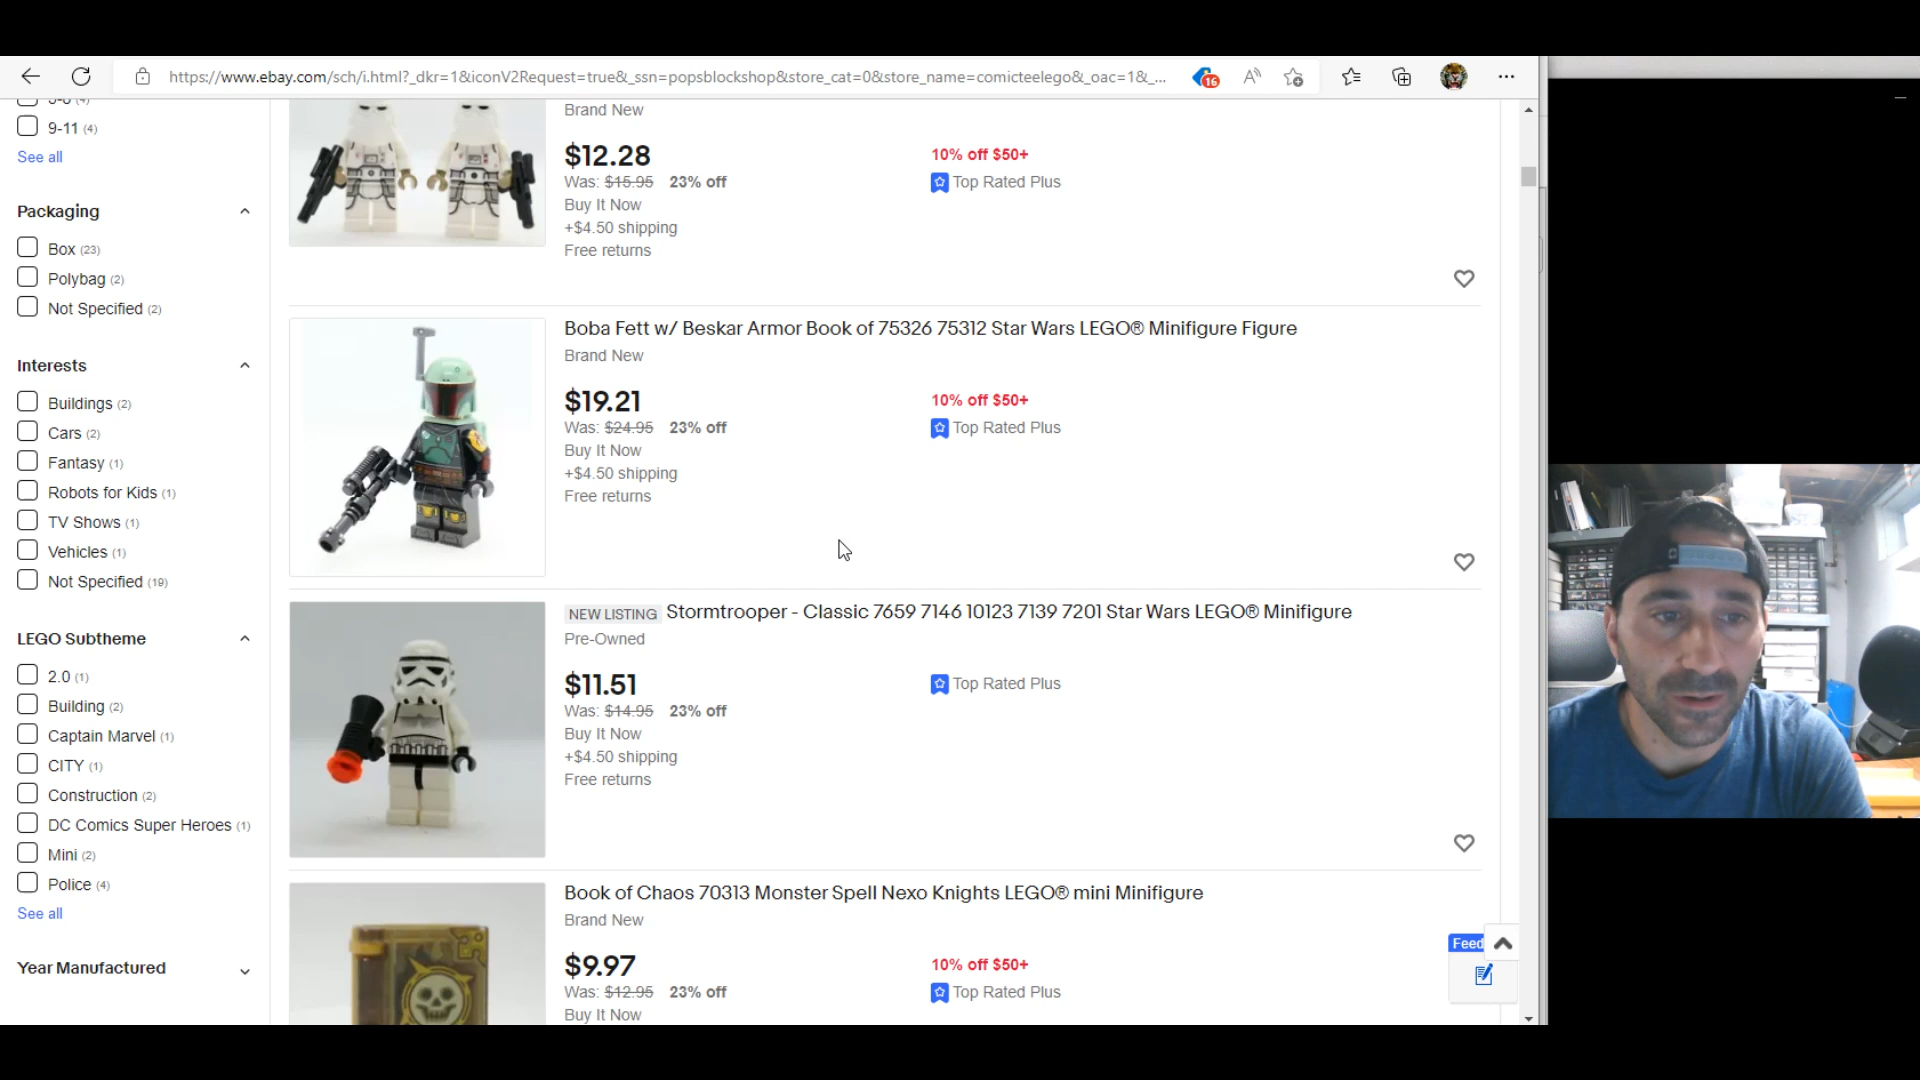 https://www.ebay.com/sch/i.html?_dkr=1&iconV2Request=true&_ssn=popsblockshop&store_cat=0&store_name=comicteelego&_oac=1&_...
16
9-11 (4)
See all
Packaging
Box (23)
Polybag (2)
Not Specified (2)
Interests
Buildings (2)
Cars (2)
Fantasy (1)
Robots for Kids (1)
TV Shows (1)
Vehicles (1)
Not Specified (19)
LEGO Subtheme
2.0 (1)
Building (2)
Captain Marvel (1)
CITY (1)
Construction (2)
DC Comics Super Heroes (1)
Mini (2)
Police (4)
See all
Year Manufactured
Brand New
$12.28
Was: $15.95 23% off
Buy It Now
+$4.50 shipping
Free returns
10% off $50+
Top Rated Plus
Boba Fett w/ Beskar Armor Book of 75326 75312 Star Wars LEGO® Minifigure Figure
Brand New
$19.21
Was: $24.95 23% off
Buy It Now
+$4.50 shipping
Free returns
10% off $50+
Top Rated Plus
NEW LISTING Stormtrooper - Classic 7659 7146 10123 7139 7201 Star Wars LEGO® Minifigure
Pre-Owned
$11.51
Was: $14.95 23% off
Buy It Now
+$4.50 shipping
Free returns
Top Rated Plus
Book of Chaos 70313 Monster Spell Nexo Knights LEGO® mini Minifigure
Brand New
$9.97
Was: $12.95 23% off
Buy It Now
10% off $50+
Top Rated Plus
Feed